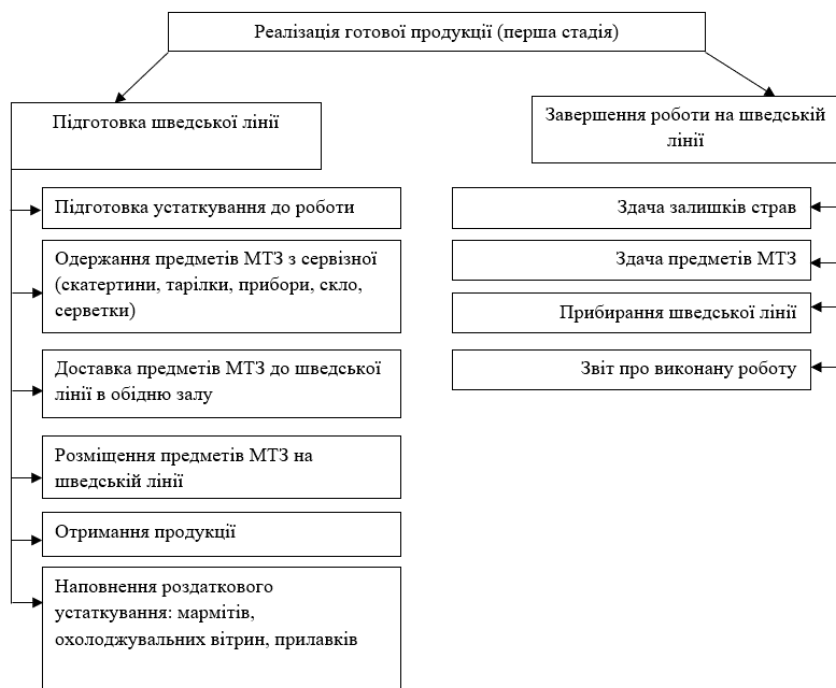 Реалізація готової продукції (перша стадія)
Підготовка шведської лінії
Підготовка устаткування до роботи
Одержання предметів МТЗ з сервізної
(скатертини, тарілки, прибори, скло,
серветки)
Доставка предметів МТЗ до шведської
лінії в обідню залу
Розміщення предметів МТЗ на
шведській лінії
Отримання продукції
Наповнення роздаткового
устаткування: мармітів,
охолоджувальних вітрин, прилавків
Завершення роботи на шведській
лінії
Здача залишків страв
Здача предметів МТЗ
Прибирання шведської лінії
Звіт про виконану роботу